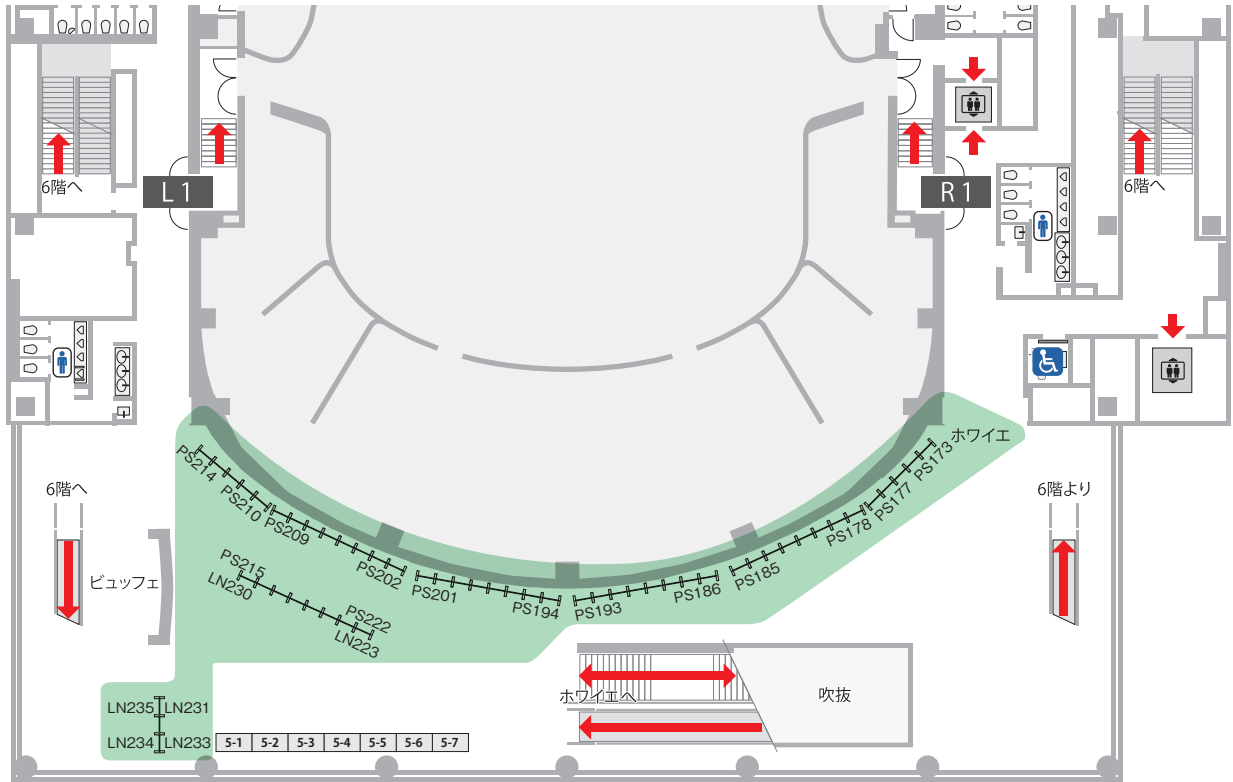 6階へ
L1
R1
6階へ
ホワイエ
PS173
PS214
PS177
6階へ
PS210
6階より
PS209
PS178
PS202
PS185
ビュッフェ
PS215
LN230
PS201
PS186
PS194
PS193
PS222
LN223
ホワイエへ
吹抜
LN235
LN231
LN234
LN233
5-1 5-2 5-3 5-4 5-5 5-6 5-7